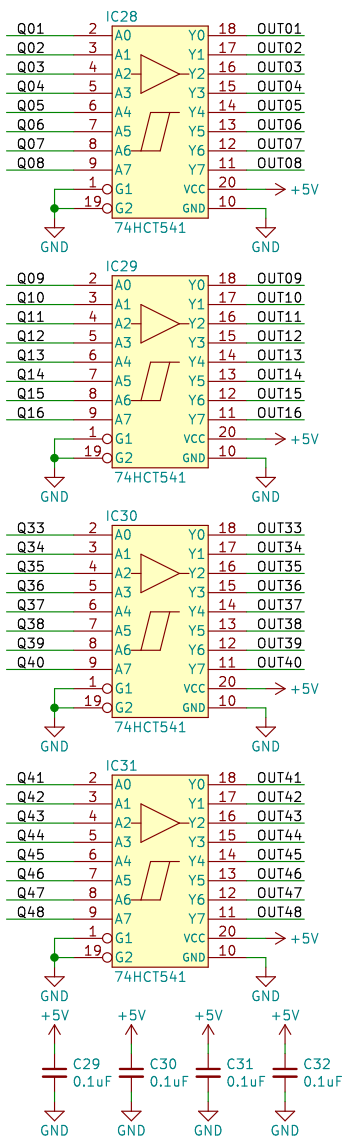 IC28
Q01 2 A0 Y0 18 OUT01
Q02 3 A1 Y1 17 OUT02
Q03 4 A2 Y2 16 OUT03
Q04 5 A3 Y3 15 OUT04
Q05 6 A4 Y4 14 OUT05
Q06 7 A5 Y5 13 OUT06
Q07 8 A6 Y6 12 OUT07
Q08 9 A7 Y7 11 OUT08
1 G1 VCC 20 +5V
19 G2 GND 10
74HCT541
GND GND
IC29
Q09 2 A0 Y0 18 OUT09
Q10 3 A1 Y1 17 OUT10
Q11 4 A2 Y2 16 OUT11
Q12 5 A3 Y3 15 OUT12
Q13 6 A4 Y4 14 OUT13
Q14 7 A5 Y5 13 OUT14
Q15 8 A6 Y6 12 OUT15
Q16 9 A7 Y7 11 OUT16
1 G1 VCC 20 +5V
19 G2 GND 10
74HCT541
GND GND
IC30
Q33 2 A0 Y0 18 OUT33
Q34 3 A1 Y1 17 OUT34
Q35 4 A2 Y2 16 OUT35
Q36 5 A3 Y3 15 OUT36
Q37 6 A4 Y4 14 OUT37
Q38 7 A5 Y5 13 OUT38
Q39 8 A6 Y6 12 OUT39
Q40 9 A7 Y7 11 OUT40
1 G1 VCC 20 +5V
19 G2 GND 10
74HCT541
GND GND
IC31
Q41 2 A0 Y0 18 OUT41
Q42 3 A1 Y1 17 OUT42
Q43 4 A2 Y2 16 OUT43
Q44 5 A3 Y3 15 OUT44
Q45 6 A4 Y4 14 OUT45
Q46 7 A5 Y5 13 OUT46
Q47 8 A6 Y6 12 OUT47
Q48 9 A7 Y7 11 OUT48
1 G1 VCC 20 +5V
19 G2 GND 10
74HCT541
GND GND
+5V +5V +5V +5V
C29 C30 C31 C32
0.1uF 0.1uF 0.1uF 0.1uF
GND GND GND GND